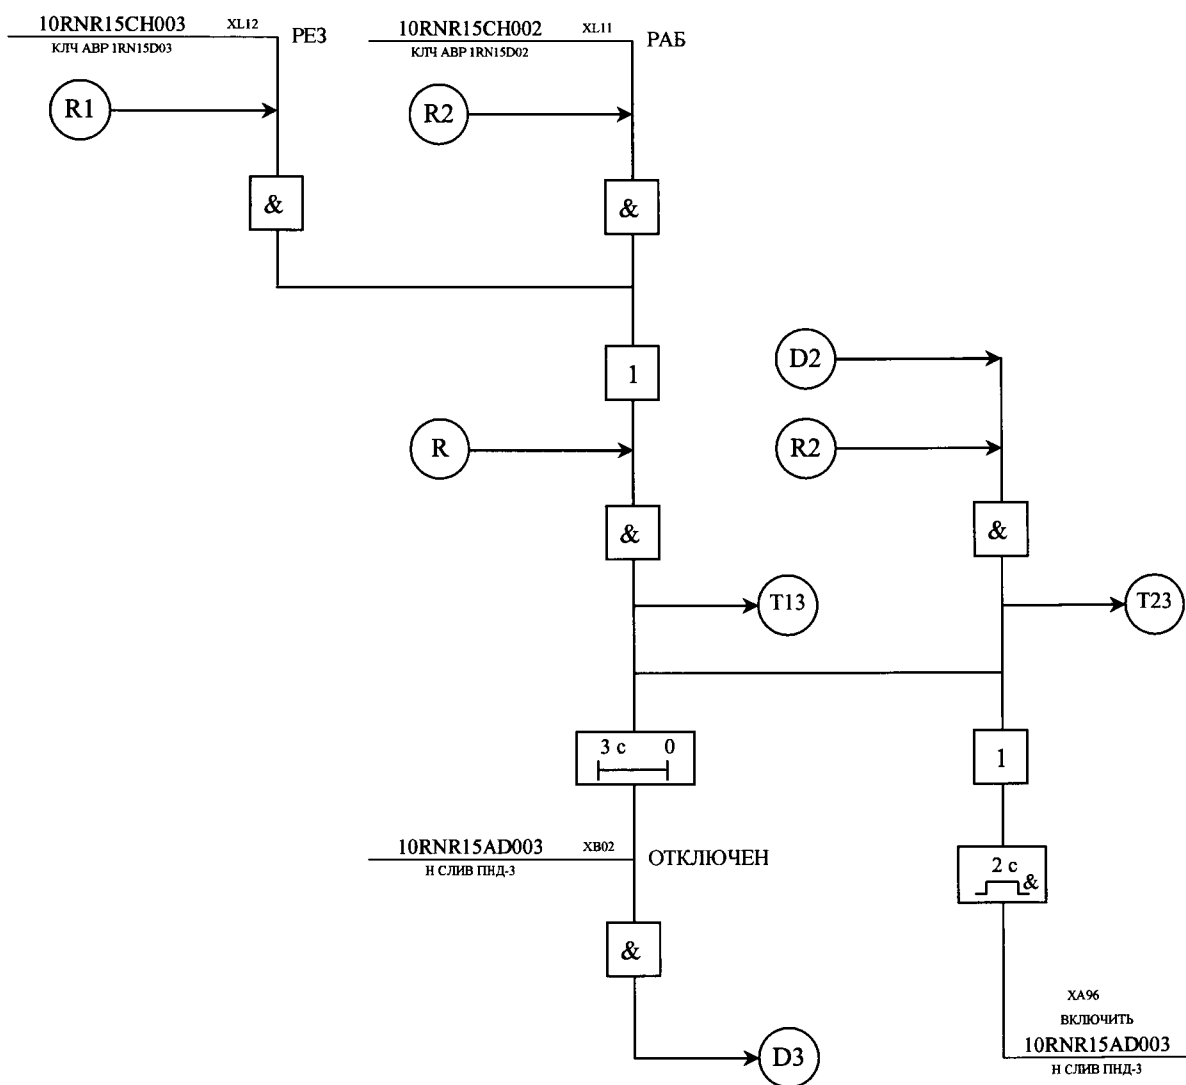 10RNR15CH003 XL12 РЕЗ
КЛЧ АВР 1RN15D03
10RNR15CH002 XL11 РАБ
КЛЧ АВР 1RN15D02
R1
R2
&
&
1
D2
R
R2
&
&
T13
T23
3 с 0
1
10RNR15AD003 XB02 ОТКЛЮЧЕН
Н СЛИВ ПНД-3
2 с
&
&
XA96
ВКЛЮЧИТЬ
10RNR15AD003
Н СЛИВ ПНД-3
D3